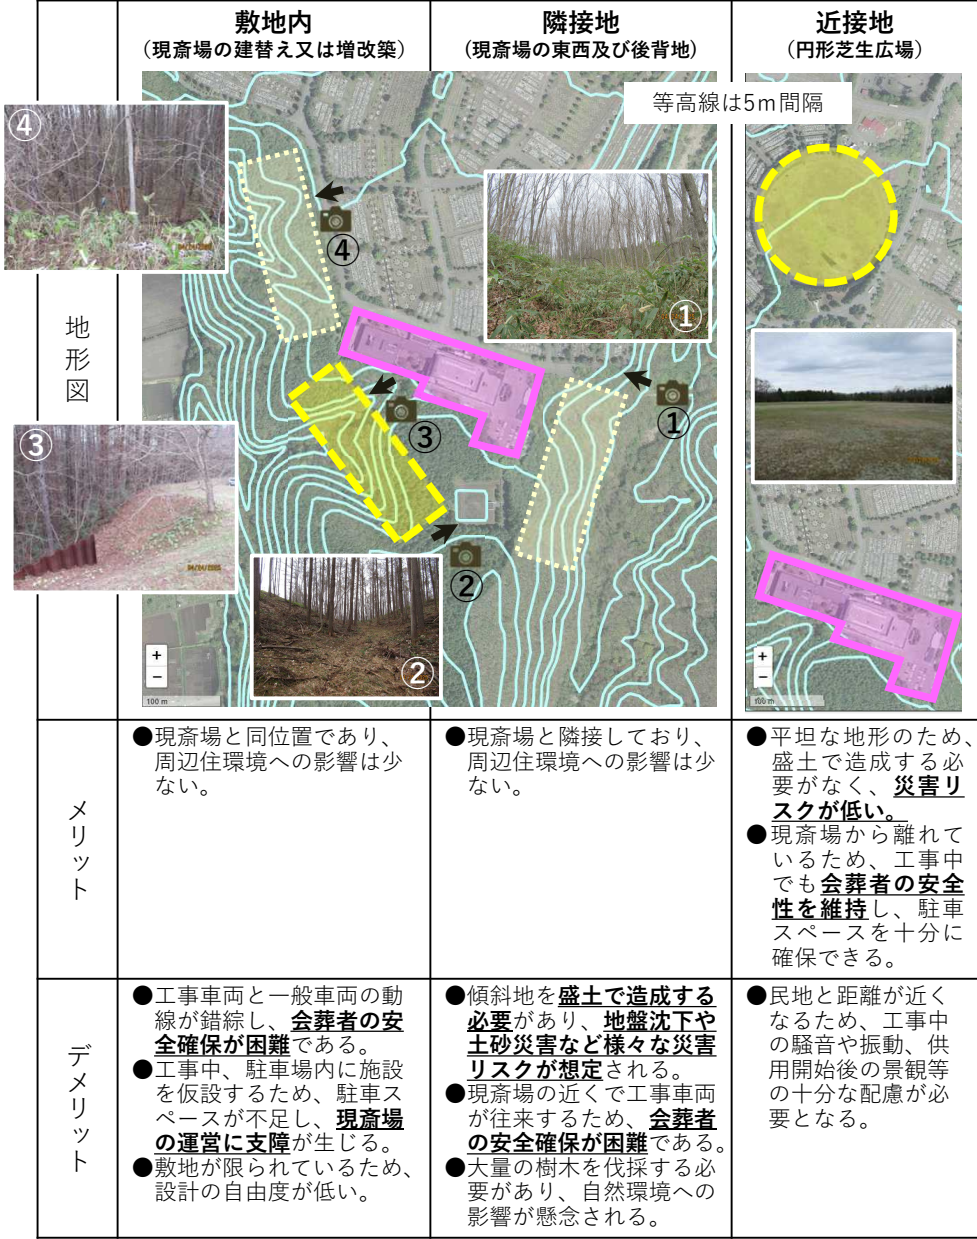 敷地内
(現斎場の建替え又は増改築)
隣接地
(現斎場の東西及び後背地)
近接地
(円形芝生広場)
地形図
等高線は5m間隔
④
④
①
①
③
③
②
②
04/24/2025
+
−
100 m
+
−
100 m
メリット
●現斎場と同位置であり、
周辺住環境への影響は少
ない。
●現斎場と隣接しており、
周辺住環境への影響は少
ない。
●平坦な地形のため、
盛土で造成する必
要がなく、災害リ
スクが低い。
●現斎場から離れて
いるため、工事中
でも会葬者の安全
性を維持し、駐車
スペースを十分に
確保できる。
デメリット
●工事車両と一般車両の動
線が錯綜し、会葬者の安
全確保が困難である。
●工事中、駐車場内に施設
を仮設するため、駐車ス
ペースが不足し、現斎場
の運営に支障が生じる。
●敷地が限られているため、
設計の自由度が低い。
●傾斜地を盛土で造成する
必要があり、地盤沈下や
土砂災害など様々な災害
リスクが想定される。
●現斎場の近くで工事車両
が往来するため、会葬者
の安全確保が困難である。
●大量の樹木を伐採する必
要があり、自然環境への
影響が懸念される。
●民地と距離が近く
なるため、工事中
の騒音や振動、供
用開始後の景観等
の十分な配慮が必
要となる。